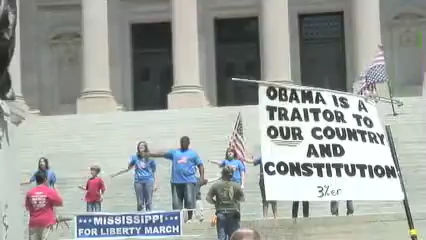 OBAMA IS A
TRAITOR TO
OUR COUNTRY
AND
CONSTITUTION
3%er
MISSISSIPPI
FOR LIBERTY MARCH